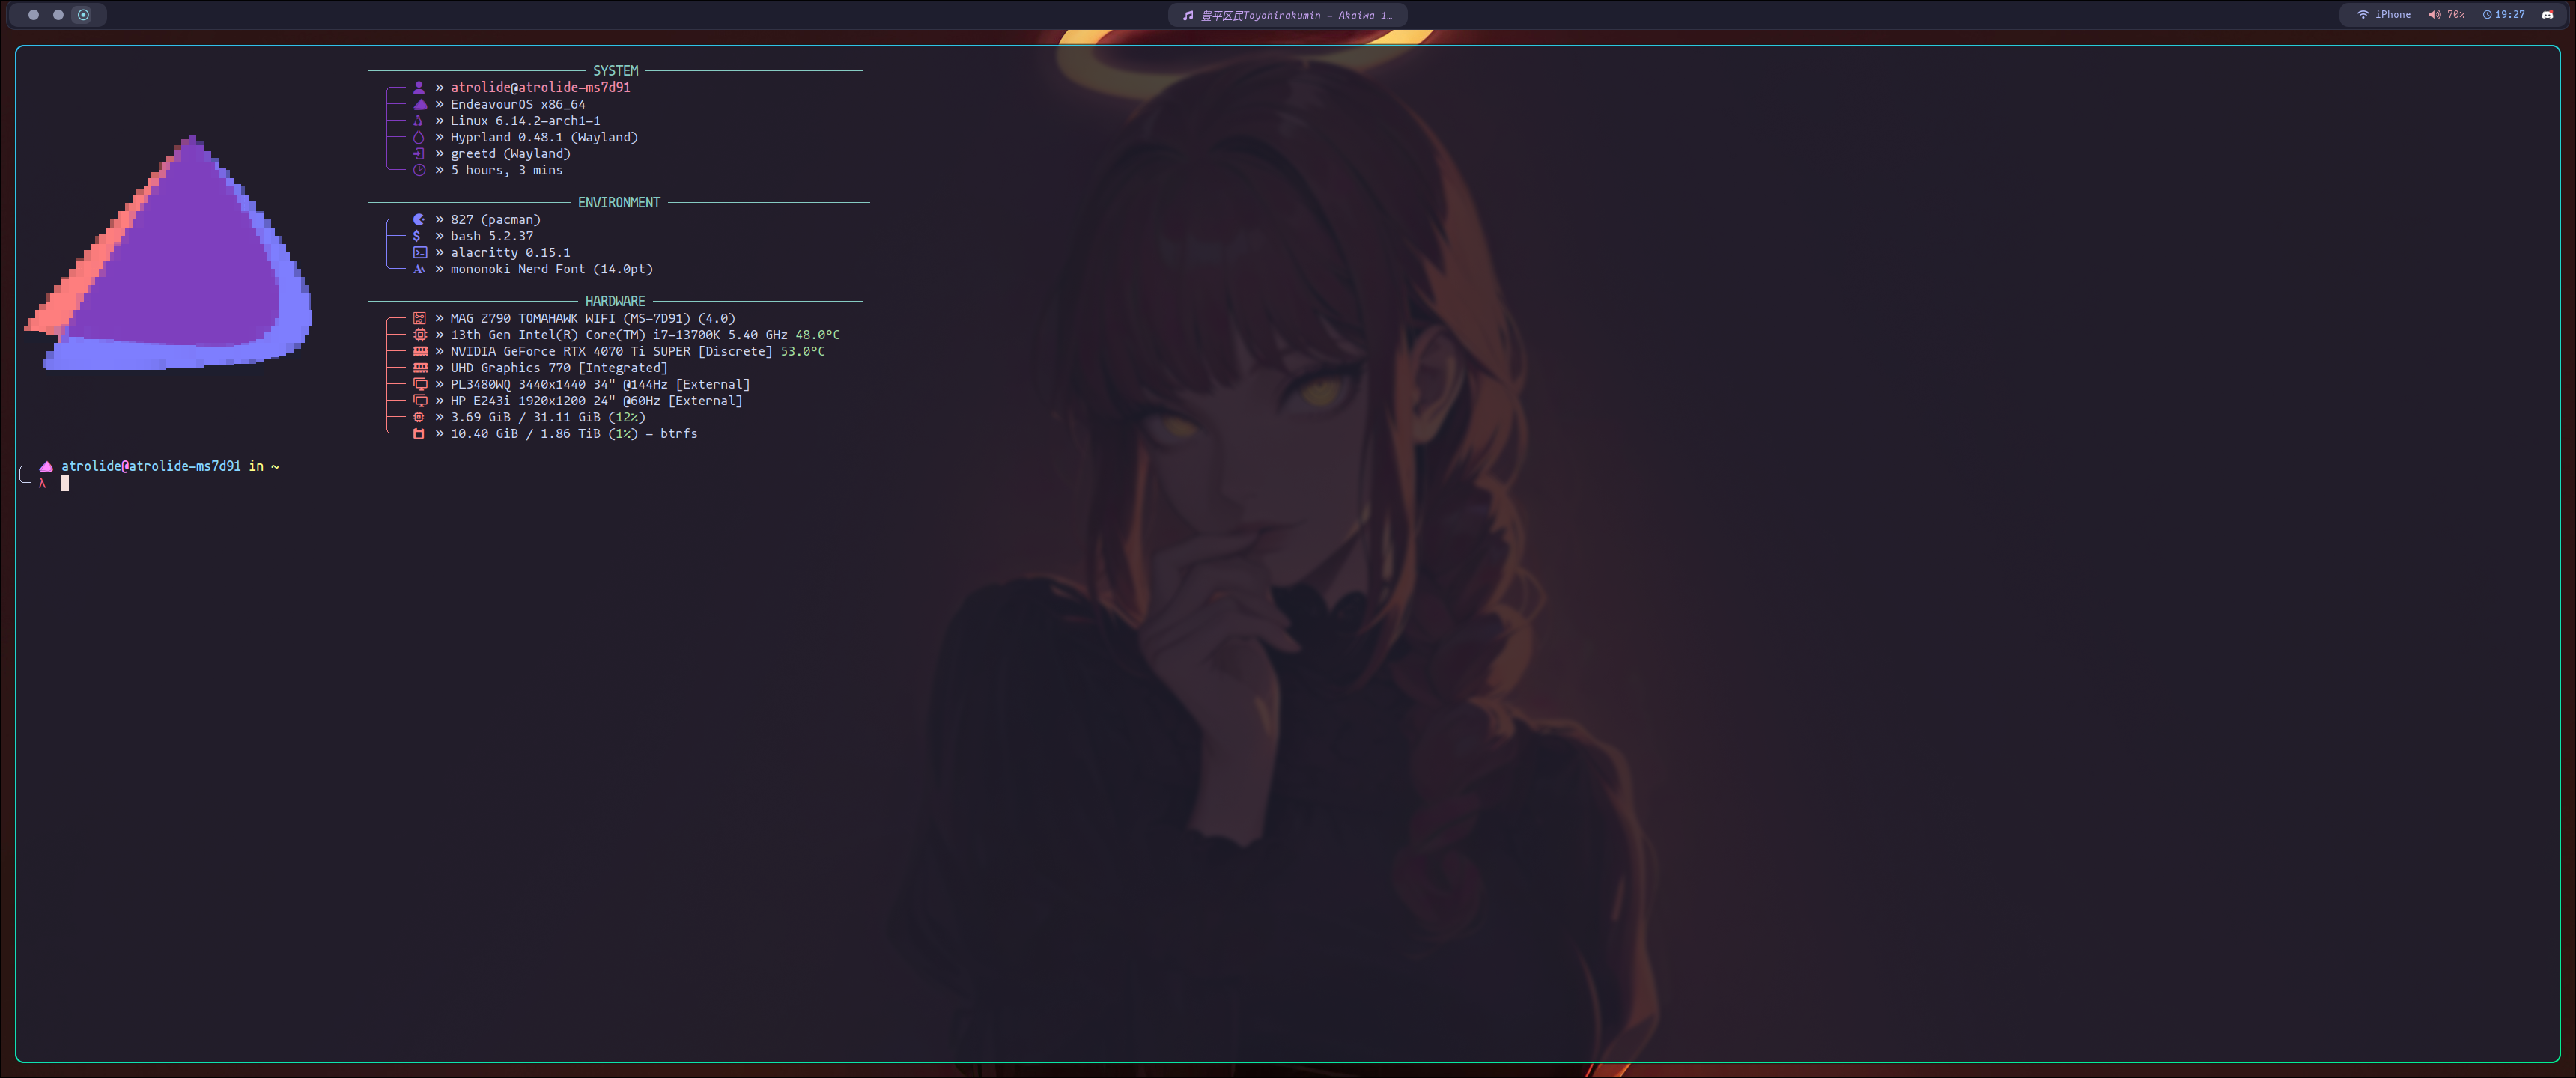 豊平区民Toyohirakumin - Akaiwa 1…
iPhone
70%
19:27
SYSTEM
» atrolide@atrolide-ms7d91
» EndeavourOS x86_64
» Linux 6.14.2-arch1-1
» Hyprland 0.48.1 (Wayland)
» greetd (Wayland)
» 5 hours, 3 mins
ENVIRONMENT
» 827 (pacman)
$ » bash 5.2.37
» alacritty 0.15.1
» mononoki Nerd Font (14.0pt)
HARDWARE
» MAG Z790 TOMAHAWK WIFI (MS-7D91) (4.0)
» 13th Gen Intel(R) Core(TM) i7-13700K 5.40 GHz 48.0°C
» NVIDIA GeForce RTX 4070 Ti SUPER [Discrete] 53.0°C
» UHD Graphics 770 [Integrated]
» PL3480WQ 3440x1440 34" @144Hz [External]
» HP E243i 1920x1200 24" @60Hz [External]
» 3.69 GiB / 31.11 GiB (12%)
» 10.40 GiB / 1.86 TiB (1%) - btrfs
atrolide@atrolide-ms7d91 in ~
λ